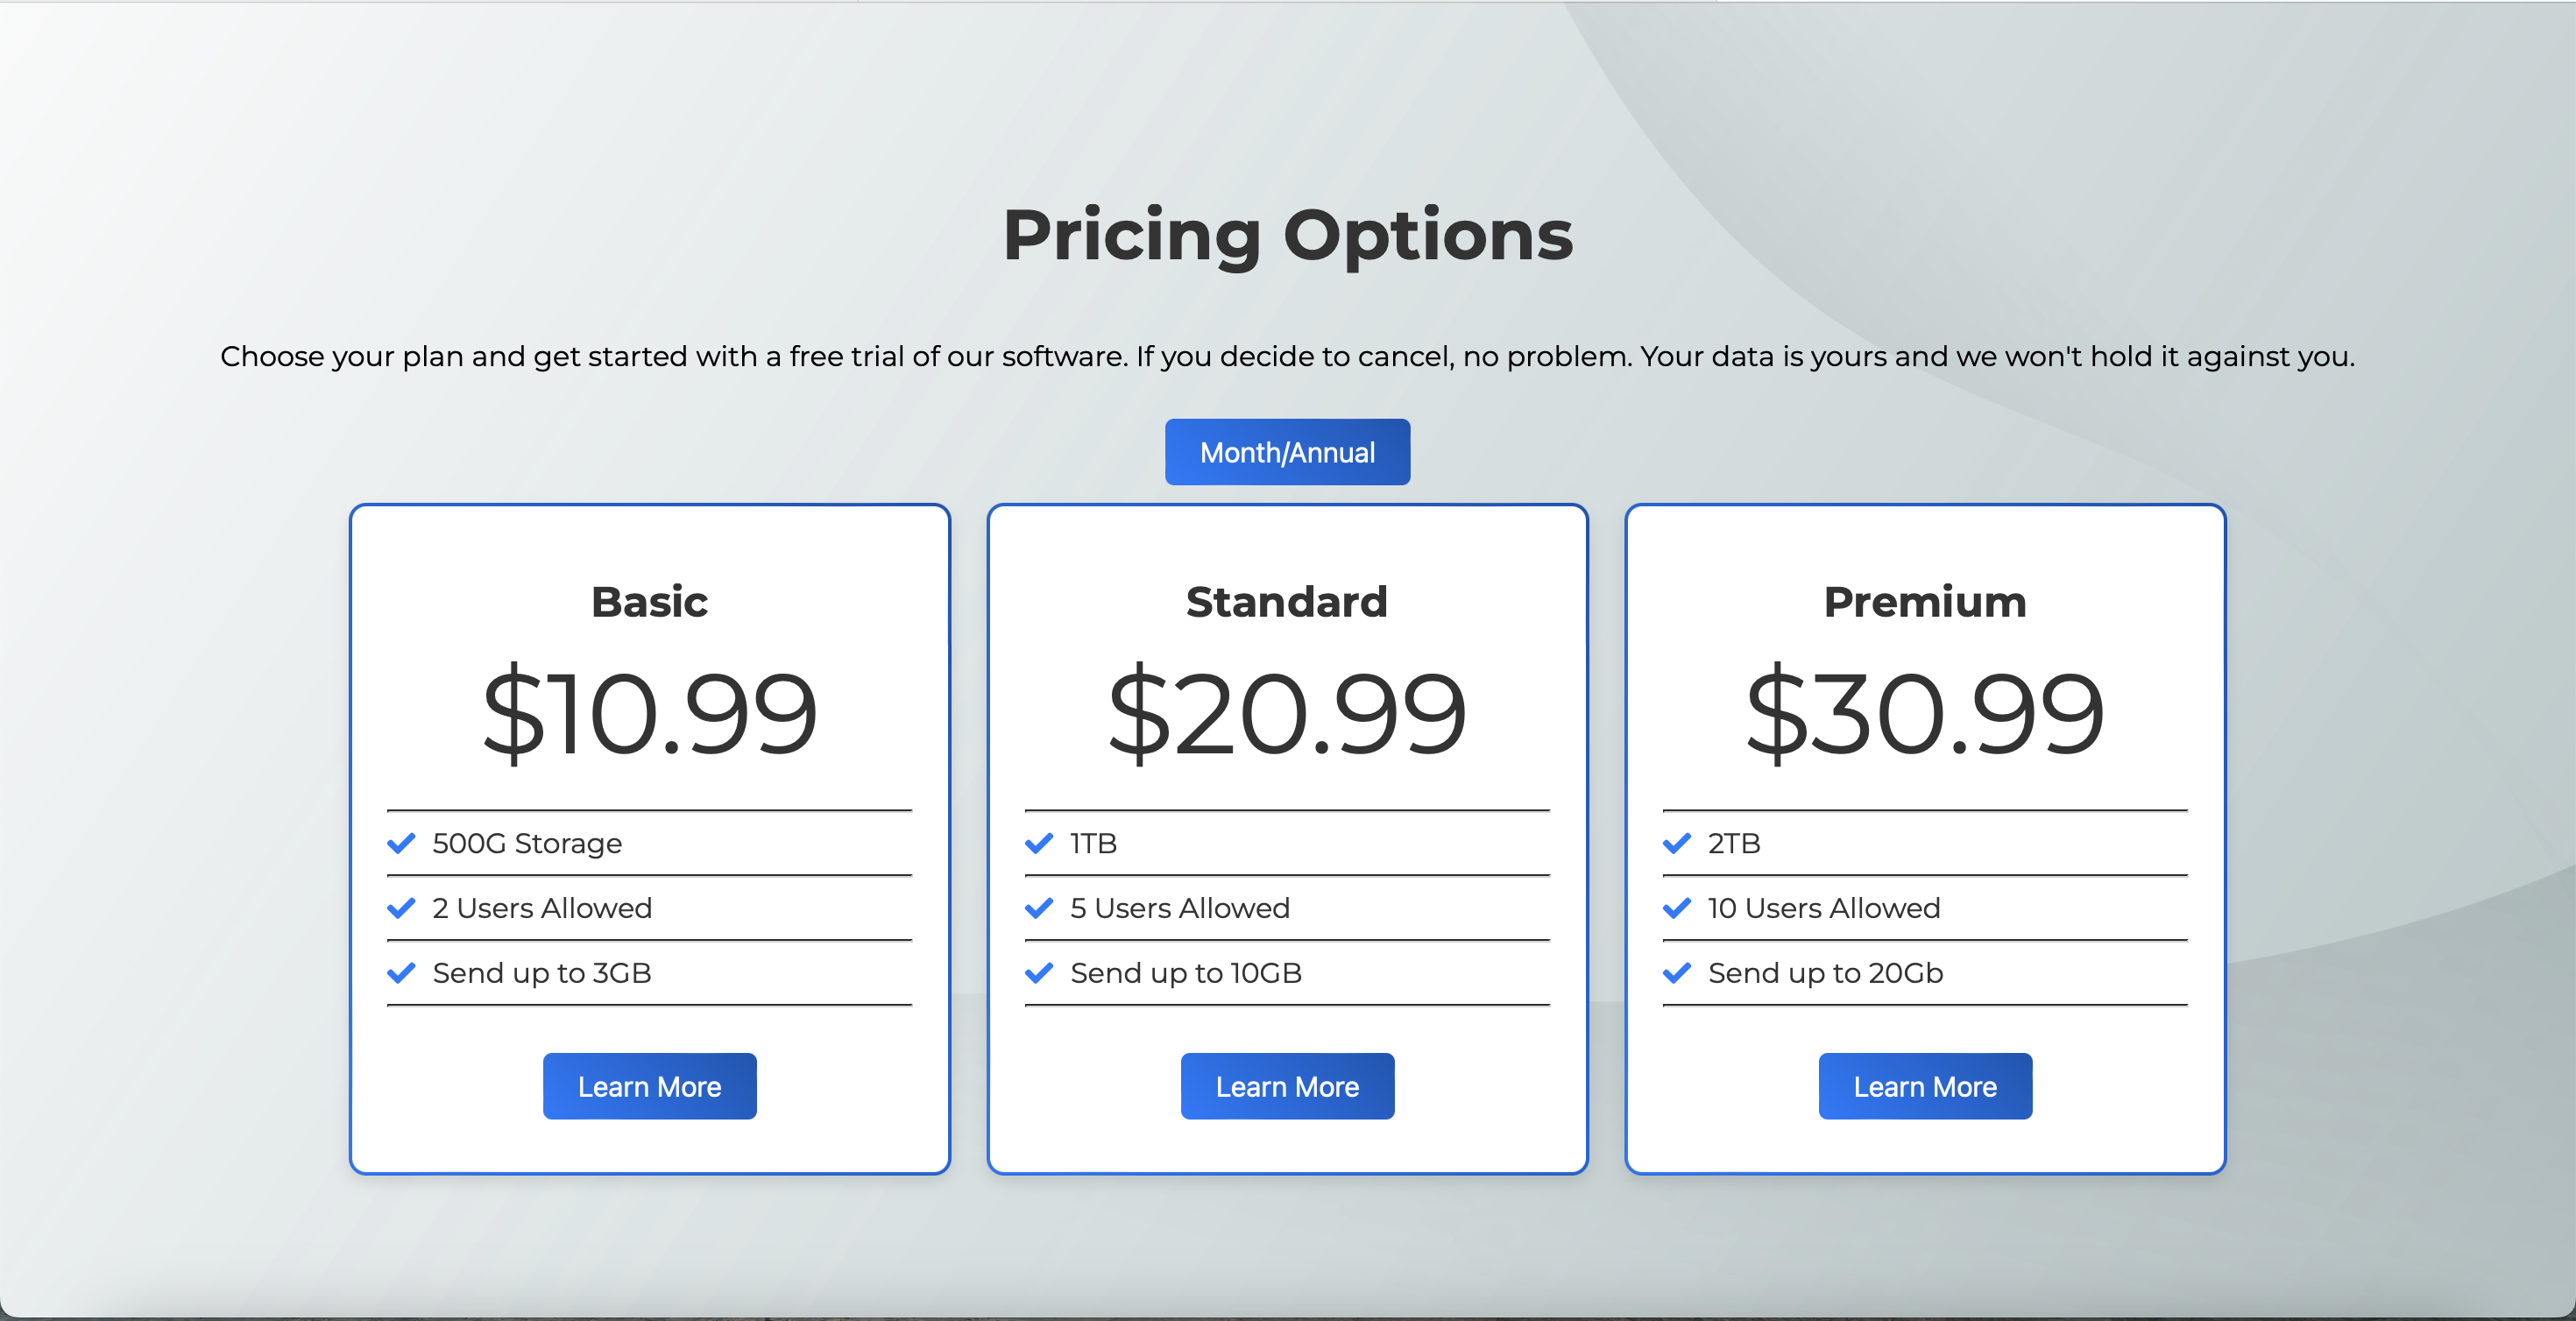 Pricing Options
Choose your plan and get started with a free trial of our software. If you decide to cancel, no problem. Your data is yours and we won't hold it against you.
Month/Annual
Basic
$10.99
500G Storage
2 Users Allowed
Send up to 3GB
Learn More
Standard
$20.99
1TB
5 Users Allowed
Send up to 10GB
Learn More
Premium
$30.99
2TB
10 Users Allowed
Send up to 20Gb
Learn More